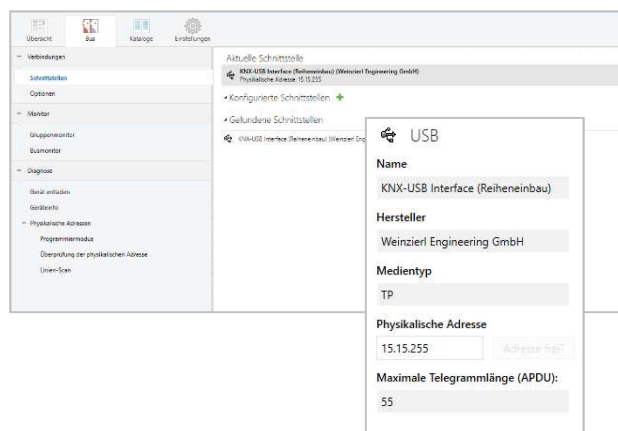 Übersicht
Bus
Kataloge
Einstellungen
Verbindungen
Schnittstellen
Optionen
Monitor
Gruppenmonitor
Busmonitor
Diagnose
Gerät entladen
Geräteinfo
Physikalische Adressen
Programmiermodus
Überprüfung der physikalischen Adresse
Linien-Scan
Aktuelle Schnittstelle
KNX-USB Interface (Reiheneinbau) (Weinzierl Engineering GmbH)
Physikalische Adresse: 15.15.255
Konfigurierte Schnittstellen
Gefundene Schnittstellen
KNX-USB Interface (Reiheneinbau) (Weinzierl Eng
USB
Name
KNX-USB Interface (Reiheneinbau)
Hersteller
Weinzierl Engineering GmbH
Medientyp
TP
Physikalische Adresse
15.15.255
Adresse frei?
Maximale Telegrammlänge (APDU):
55